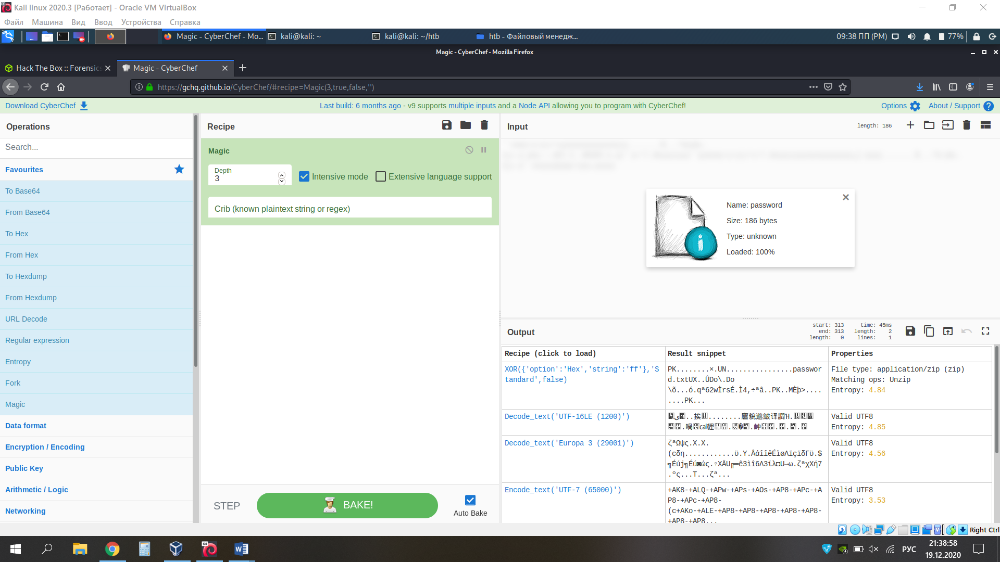 Kali linux 2020.3 [Работает] - Oracle VM VirtualBox
Файл Машина Вид Ввод Устройства Справка
Magic - CyberChef - Mo... kali@kali: ~ kali@kali: ~/htb htb - Файловый менедж... 09:38 ПП (PM) 77%
Magic - CyberChef - Mozilla Firefox
Hack The Box :: Forensics Magic - CyberChef
https://gchq.github.io/CyberChef/#recipe=Magic(3,true,false,'')
Download CyberChef Last build: 6 months ago - v9 supports multiple inputs and a Node API allowing you to program with CyberChef! Options About / Support
Operations
Search...
Favourites
To Base64
From Base64
To Hex
From Hex
To Hexdump
From Hexdump
URL Decode
Regular expression
Entropy
Fork
Magic
Data format
Encryption / Encoding
Public Key
Arithmetic / Logic
Networking
Recipe
Magic
Depth
3
Intensive mode Extensive language support
Crib (known plaintext string or regex)
STEP BAKE! Auto Bake
Input length: 186
Name: password
Size: 186 bytes
Type: unknown
Loaded: 100%
Output
start: 313 time: 45ms
end: 313 length: 2
length: 0 lines: 1
Recipe (click to load) Result snippet Properties
XOR({'option':'Hex','string':'ff'},'S
tandard',false)
PK........×.UN................passwor
d.txtUX..ÛDo\.Do
\õ...ó.qª62wÌrsÉ.Ì4,÷ªå..PK..MÈþ>....
....PK...
File type: application/zip (zip)
Matching ops: Unzip
Entropy: 4.84
Decode_text('UTF-16LE (1200)')
Valid UTF8
Entropy: 4.85
Decode_text('Europa 3 (29001)')
Valid UTF8
Entropy: 4.56
Encode_text('UTF-7 (65000)')
+AK8-+ALQ-+APw-+APs-+AOs-+AP8-+APc-+A
P8-+APc-+AP8-
(c+AKo-+ALE-+AP8-+AP8-+AP8-+AP8-+AP8-
+AP8-+AP8...
Valid UTF8
Entropy: 3.53
Right Ctrl
РУС 21:38:58
19.12.2020